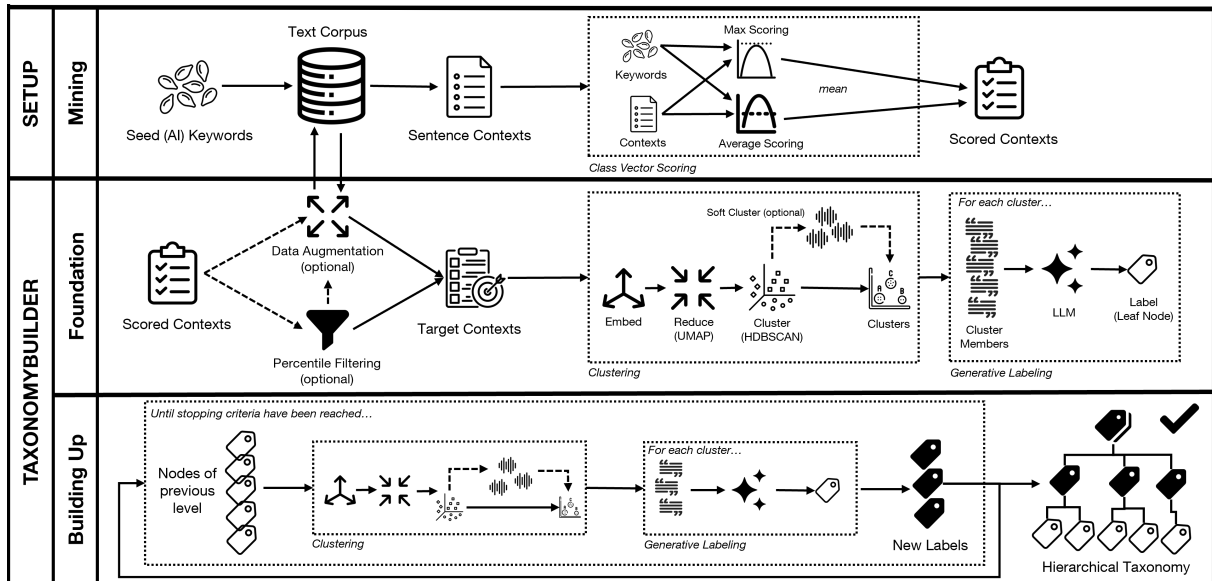 SETUP
Mining
Seed (AI) Keywords
Text Corpus
Sentence Contexts
Keywords
Contexts
Max Scoring
mean
Average Scoring
Class Vector Scoring
Scored Contexts
TAXONOMYBUILDER
Foundation
Scored Contexts
Data Augmentation
(optional)
Percentile Filtering
(optional)
Target Contexts
Soft Cluster (optional)
Embed
Reduce
(UMAP)
Cluster
(HDBSCAN)
C
A
B
Clusters
Clustering
For each cluster...
Cluster
Members
LLM
Label
(Leaf Node)
Generative Labeling
Building Up
Until stopping criteria have been reached...
Nodes of
previous
level
Clustering
For each cluster...
Generative Labeling
New Labels
Hierarchical Taxonomy